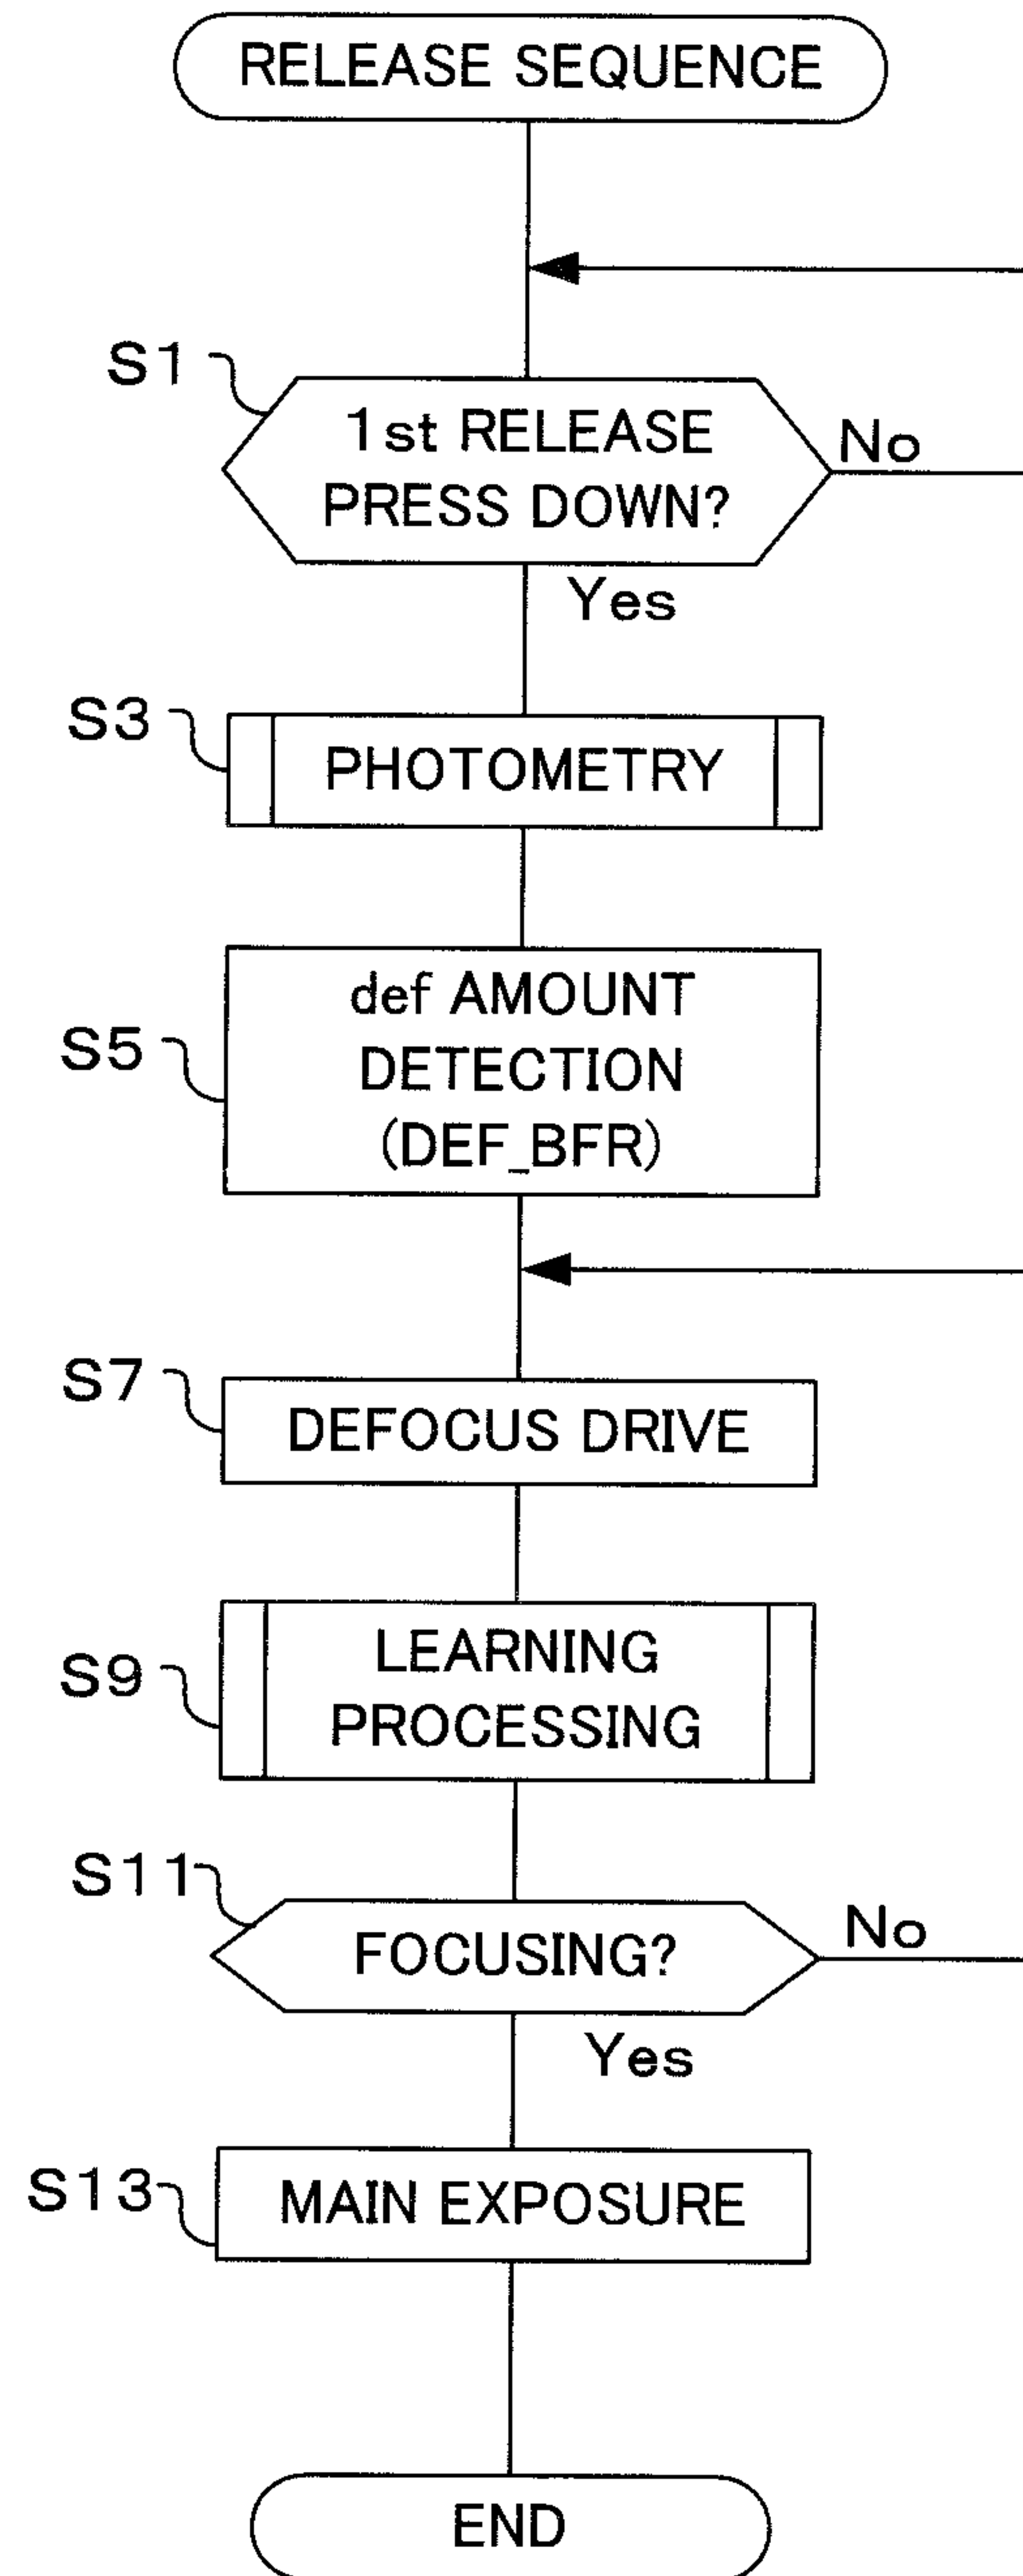 RELEASE SEQUENCE
S1
1st RELEASE
PRESS DOWN?
No
Yes
S3
PHOTOMETRY
S5
def AMOUNT
DETECTION
(DEF_BFR)
S7
DEFOCUS DRIVE
S9
LEARNING
PROCESSING
S11
FOCUSING?
No
Yes
S13
MAIN EXPOSURE
END